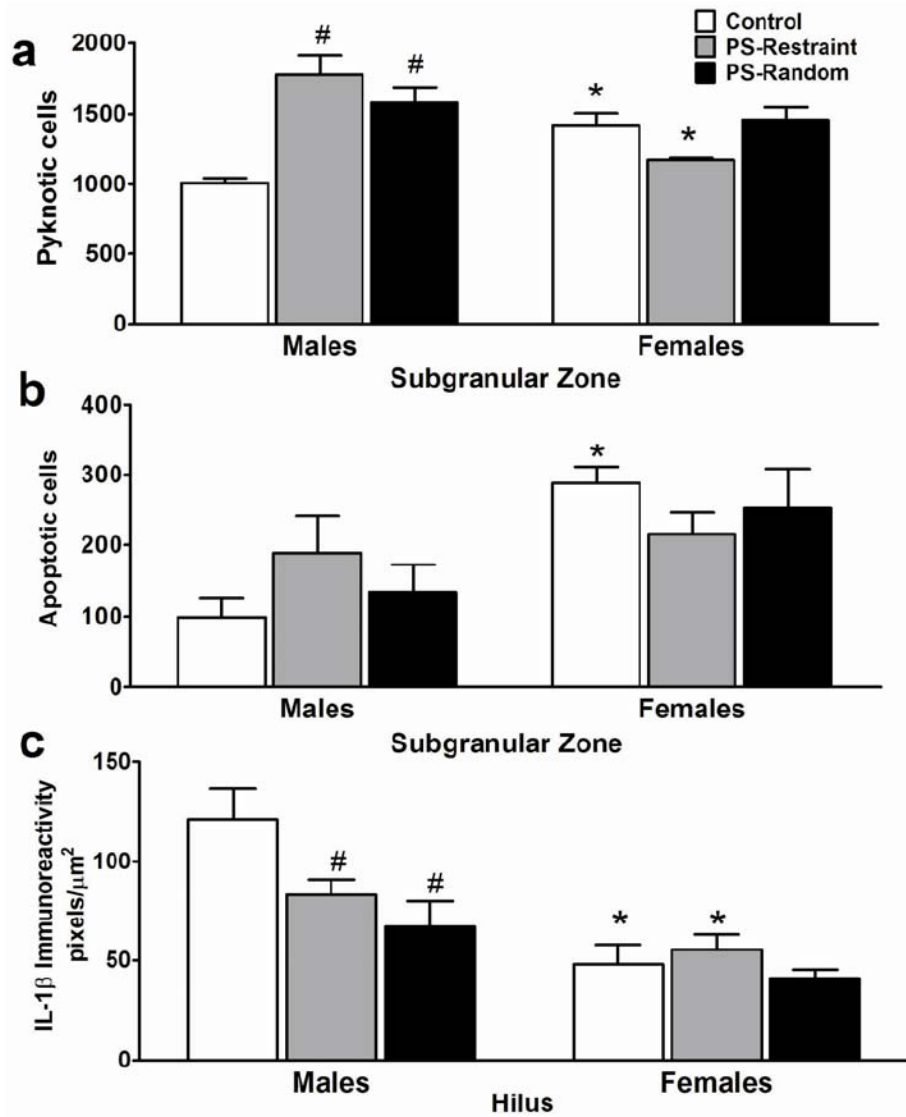 a
Control
PS-Restraint
PS-Random
Pyknotic cells
2000
1500
1000
500
0
#
#
*
*
Males
Females
Subgranular Zone
b
Apoptotic cells
400
300
200
100
0
*
Males
Females
Subgranular Zone
c
IL-1β Immunoreactivity
pixels/μm²
150
100
50
0
#
#
*
*
Males
Females
Hilus